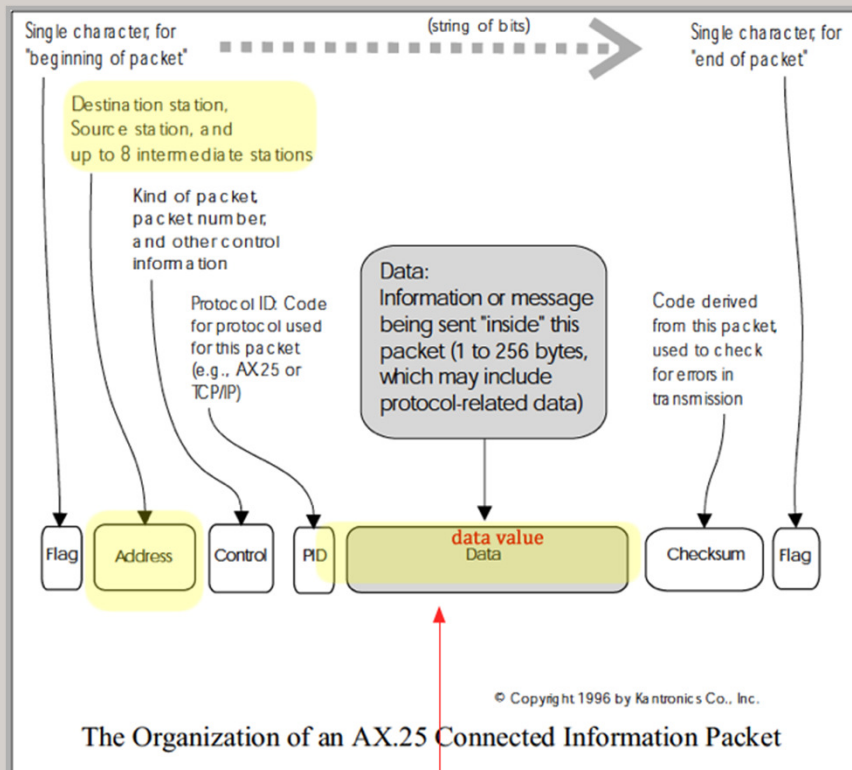 Single character, for
"beginning of packet"
(string of bits)
Single character, for
"end of packet"
Destination station,
Source station, and
up to 8 intermediate stations
Kind of packet,
packet number,
and other control
information
Protocol ID: Code
for protocol used
for this packet
(e.g., AX.25 or
TCP/IP)
Data:
Information or message
being sent "inside" this
packet (1 to 256 bytes,
which may include
protocol-related data)
Code derived
from this packet,
used to check
for errors in
transmission
Flag
Address
Control
PID
data value
Data
Checksum
Flag
© Copyright 1996 by Kantronics Co., Inc.
The Organization of an AX.25 Connected Information Packet